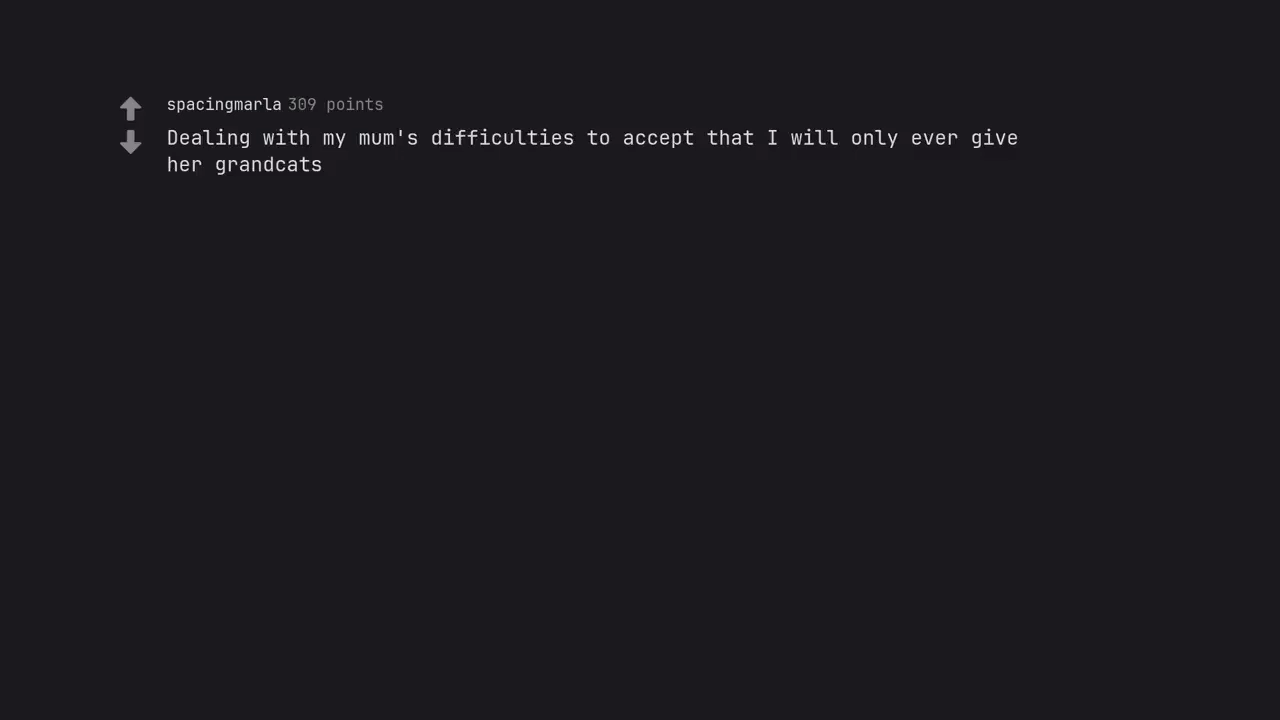 spacingmarla 309 points
Dealing with my mum's difficulties to accept that I will only ever give
her grandcats